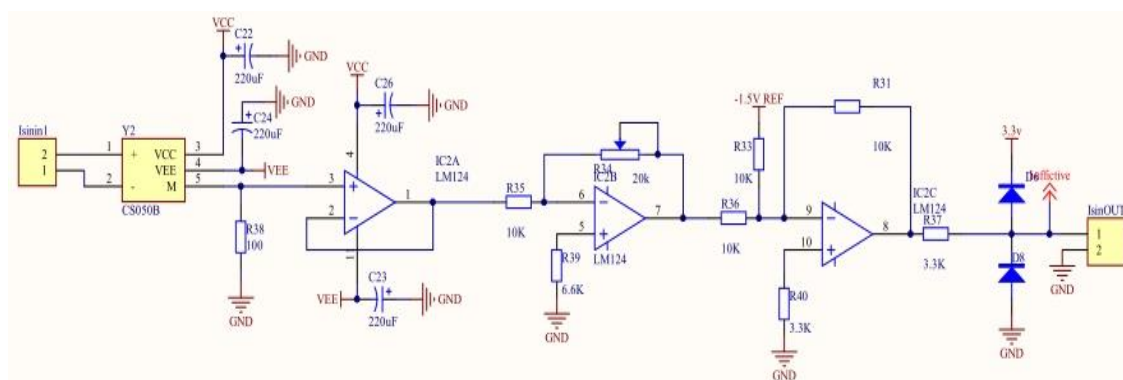 VCC
C22
GND
220uF
GND
C24
220uF
Isinin1
2
1
Y2
1
+
VCC
3
VEE
4
VEE
2
-
M
5
CS050B
R38
100
GND
VCC
C26
GND
220uF
4
IC2A
LM124
3
+
1
2
-
VEE
C23
GND
220uF
R35
10K
R34
20k
IC2B
6
-
7
5
+
LM124
R39
6.6K
GND
-1.5V REF
R33
10K
R36
10K
R31
10K
IC2C
LM124
9
-
8
10
+
R40
3.3K
GND
R37
3.3K
3.3v
D6
D8
GND
IsinOUT
1
2
GND